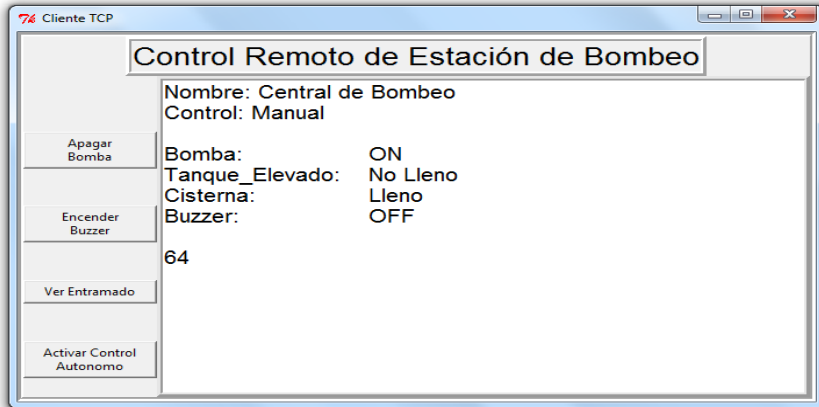 Cliente TCP
Control Remoto de Estación de Bombeo
Nombre: Central de Bombeo
Control: Manual
Bomba: ON
Tanque_Elevado: No Lleno
Cisterna: Lleno
Buzzer: OFF
64
Apagar
Bomba
Encender
Buzzer
Ver Entramado
Activar Control
Autonomo